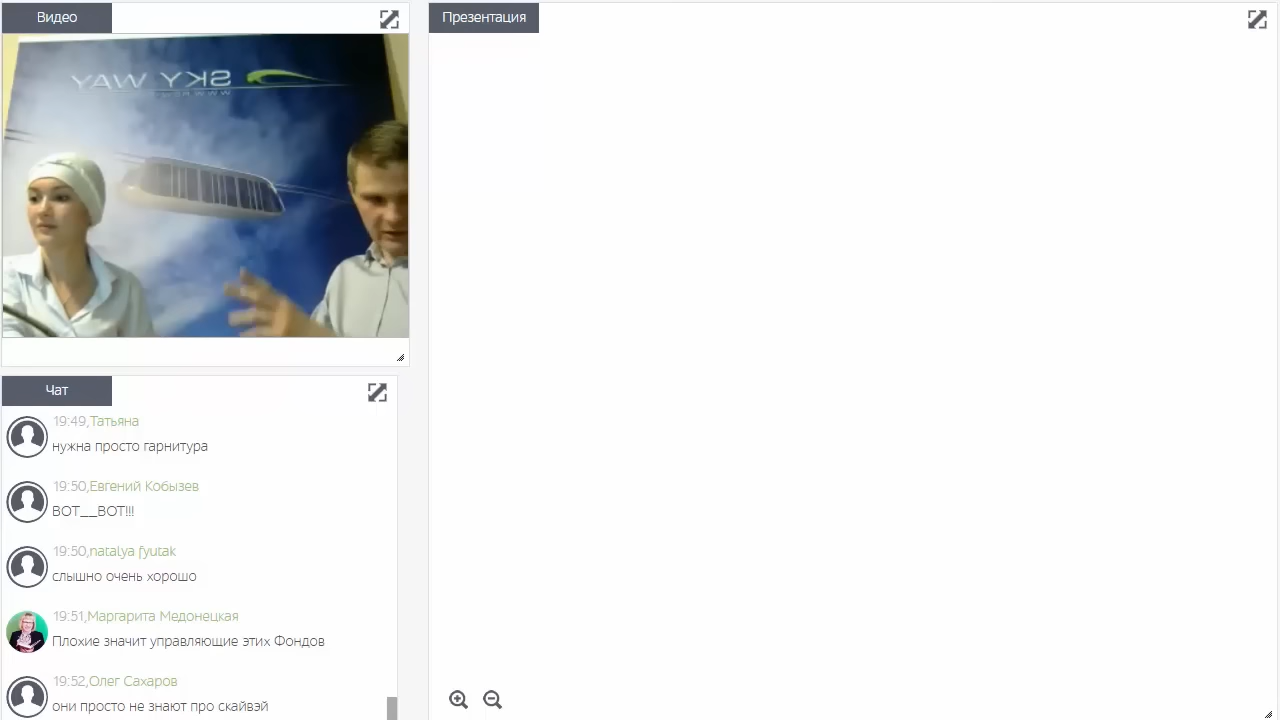 Видео
SKY WAY
Презентация
Чат
19:49,Татьяна
нужна просто гарнитура
19:50,Евгений Кобызев
ВОТ__ВОТ!!!
19:50,natalya fyutak
слышно очень хорошо
19:51,Маргарита Медонецкая
Плохие значит управляющие этих Фондов
19:52,Олег Сахаров
они просто не знают про скайвэй